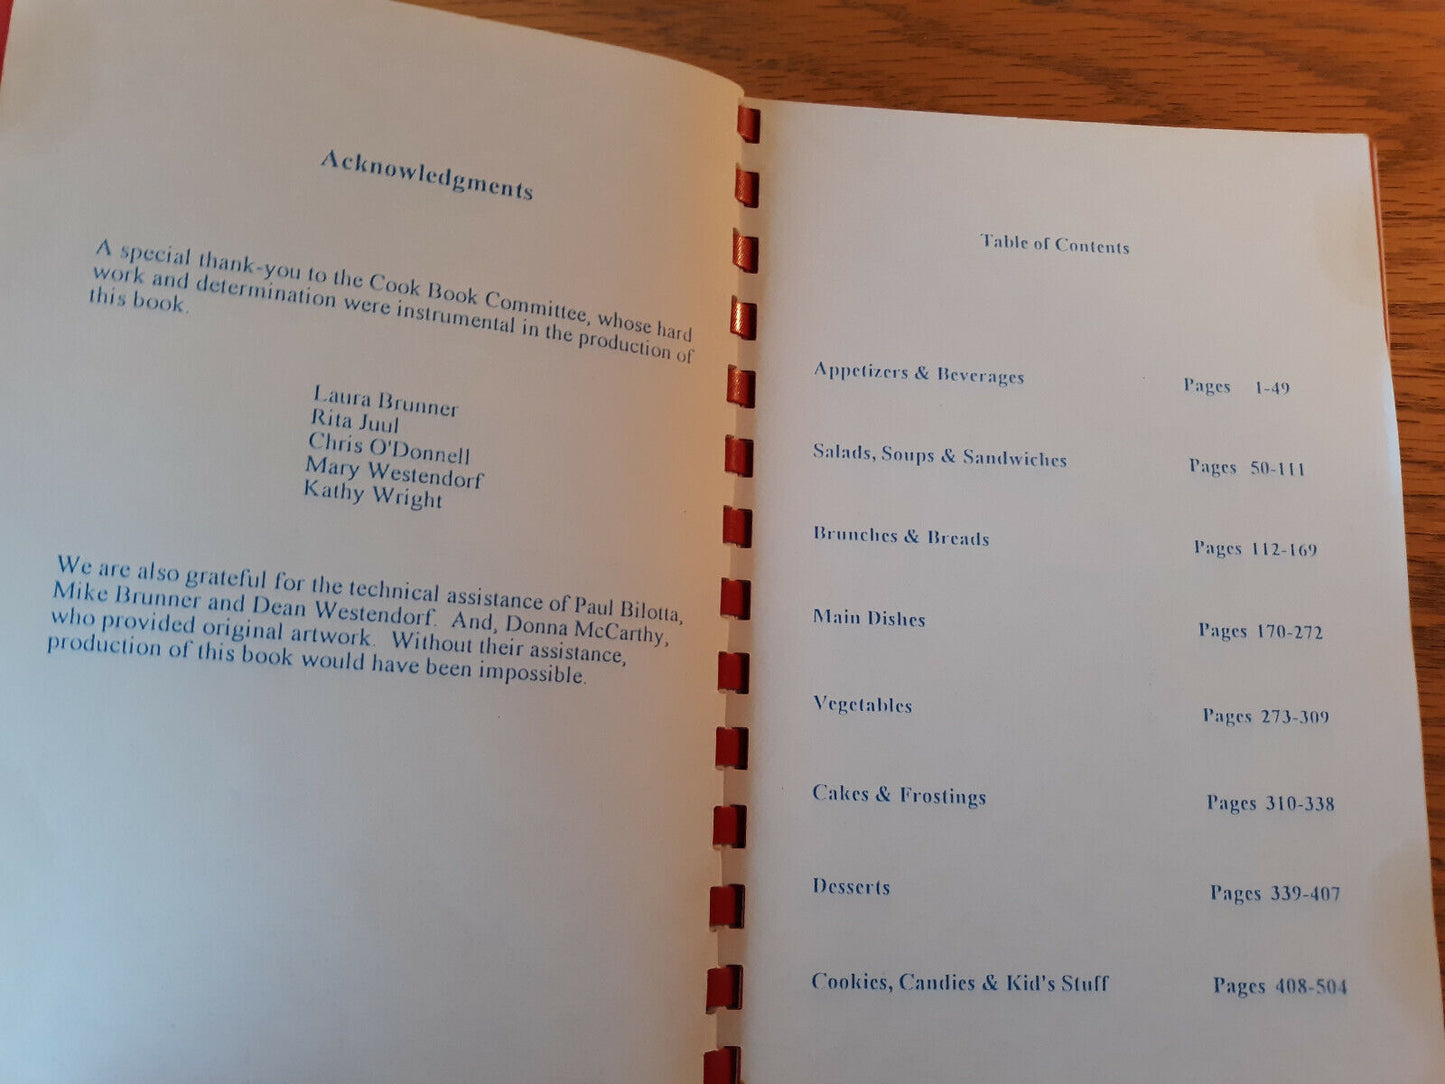 Acknowledgments
A special thank-you to the Cook Book Committee, whose hard
work and determination were instrumental in the production of
this book.
Laura Brunner
Rita Juul
Chris O'Donnell
Mary Westendorf
Kathy Wright
We are also grateful for the technical assistance of Paul Bilotta,
Mike Brunner and Dean Westendorf. And, Donna McCarthy,
who provided original artwork. Without their assistance,
production of this book would have been impossible.
Table of Contents
Appetizers & Beverages Pages 1-49
Salads, Soups & Sandwiches Pages 50-111
Brunches & Breads Pages 112-169
Main Dishes Pages 170-272
Vegetables Pages 273-309
Cakes & Frostings Pages 310-338
Desserts Pages 339-407
Cookies, Candies & Kid's Stuff Pages 408-504